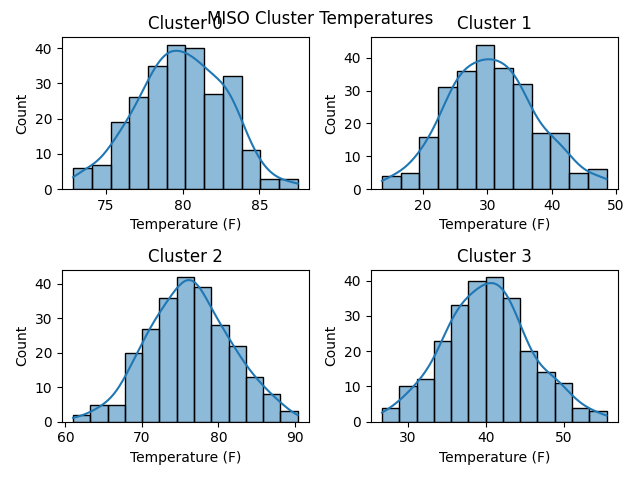 MISO Cluster Temperatures
Cluster 0
Cluster 1
40
30
20
10
0
Count
75 80 85
Temperature (F)
40
30
20
10
0
Count
20 30 40 50
Temperature (F)
Cluster 2
Cluster 3
40
30
20
10
0
Count
60 70 80 90
Temperature (F)
40
30
20
10
0
Count
30 40 50
Temperature (F)